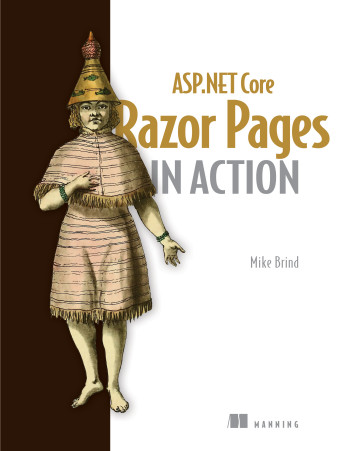 ASP.NET Core
Razor Pages
IN ACTION
Mike Brind
MANNING